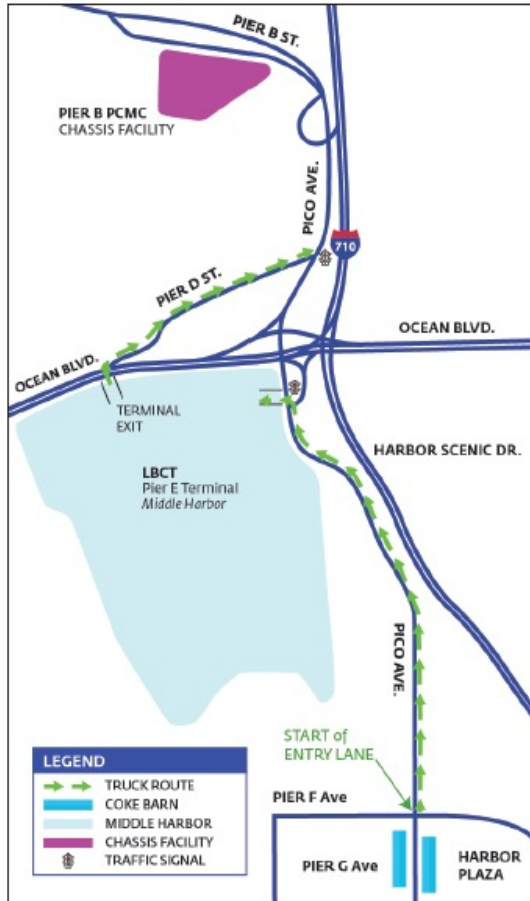 PIER B ST.
PIER B PCMC
CHASSIS FACILITY
PICO AVE.
710
PIER D ST.
OCEAN BLVD.
OCEAN BLVD.
TERMINAL
EXIT
LBCT
Pier E Terminal
Middle Harbor
HARBOR SCENIC DR.
PICO AVE.
START of
ENTRY LANE
LEGEND
TRUCK ROUTE
COKE BARN
MIDDLE HARBOR
CHASSIS FACILITY
TRAFFIC SIGNAL
PIER F Ave
PIER G Ave
HARBOR
PLAZA